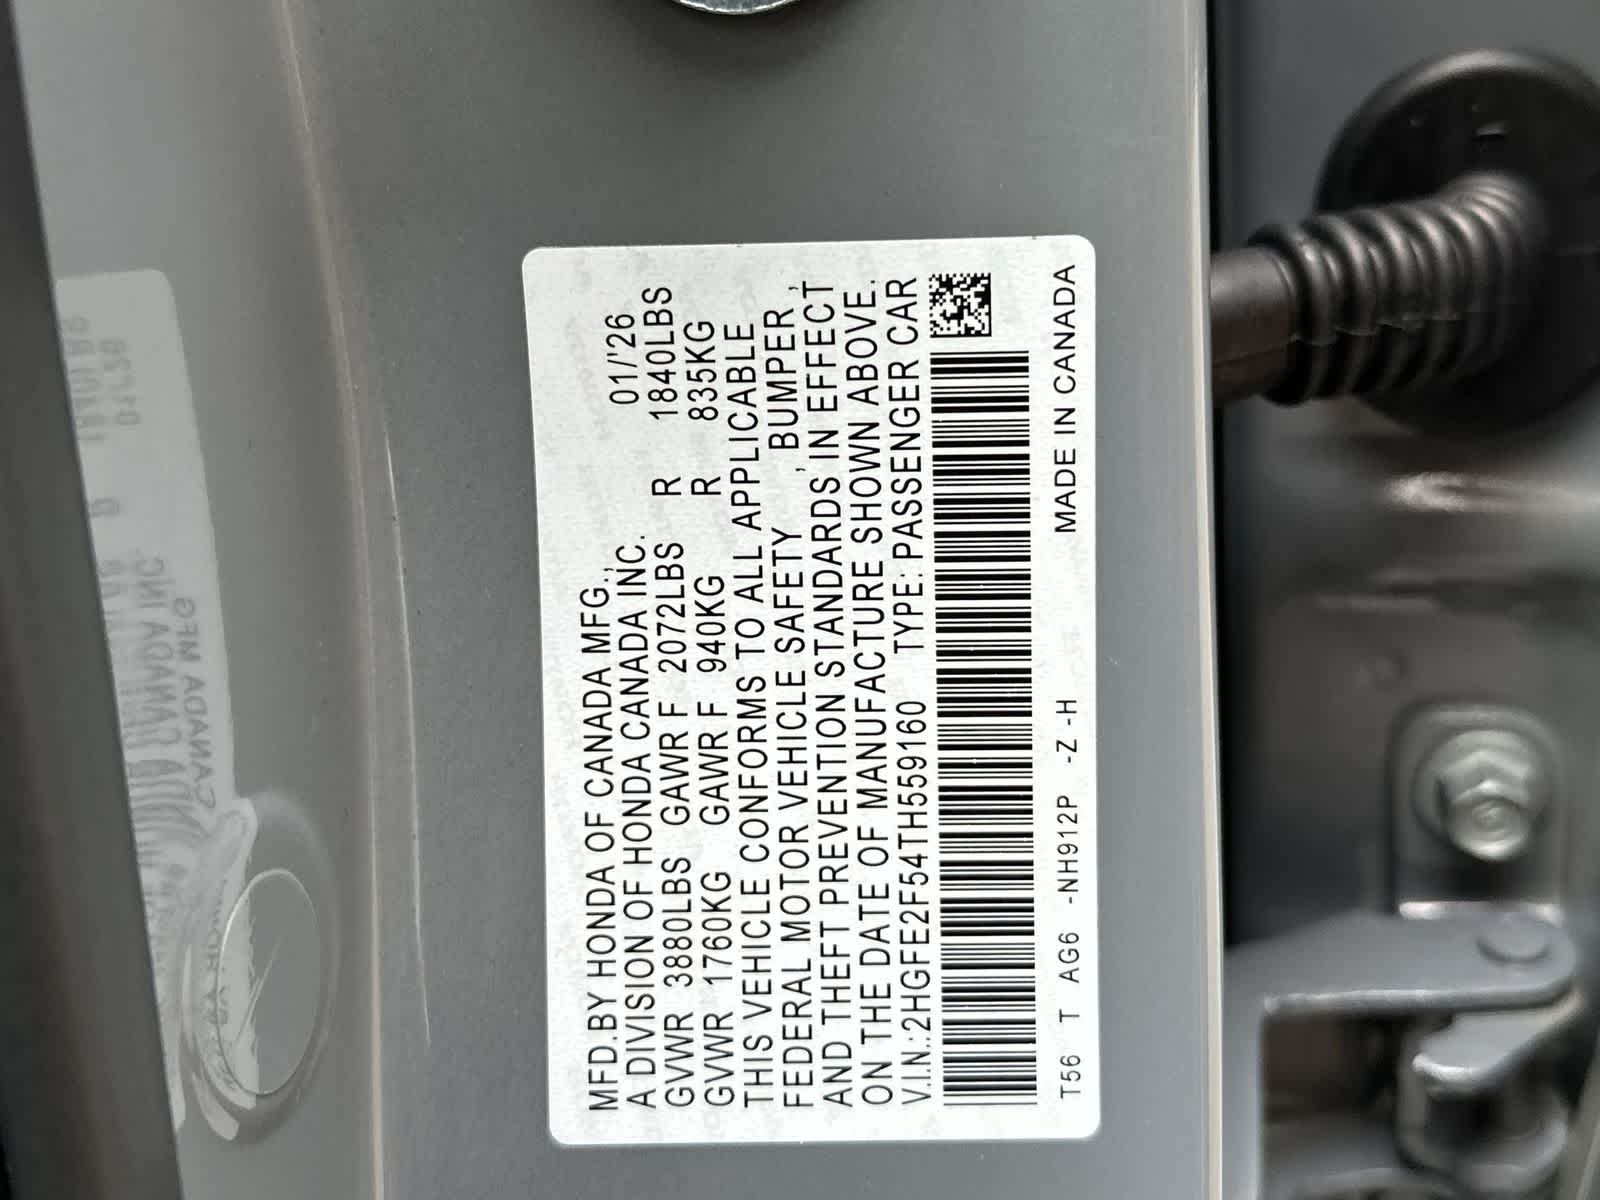 MFD.BY HONDA OF CANADA MFG., 01/'26
A DIVISION OF HONDA CANADA INC.
GVWR 3880LBS GAWR F 2072LBS R 1840LBS
GVWR 1760KG GAWR F 940KG R 835KG
THIS VEHICLE CONFORMS TO ALL APPLICABLE
FEDERAL MOTOR VEHICLE SAFETY, BUMPER,
AND THEFT PREVENTION STANDARDS IN EFFECT
ON THE DATE OF MANUFACTURE SHOWN ABOVE.
V.I.N.:2HGFE2F54TH559160 TYPE: PASSENGER CAR
T56 T AG6 -NH912P -Z -H MADE IN CANADA